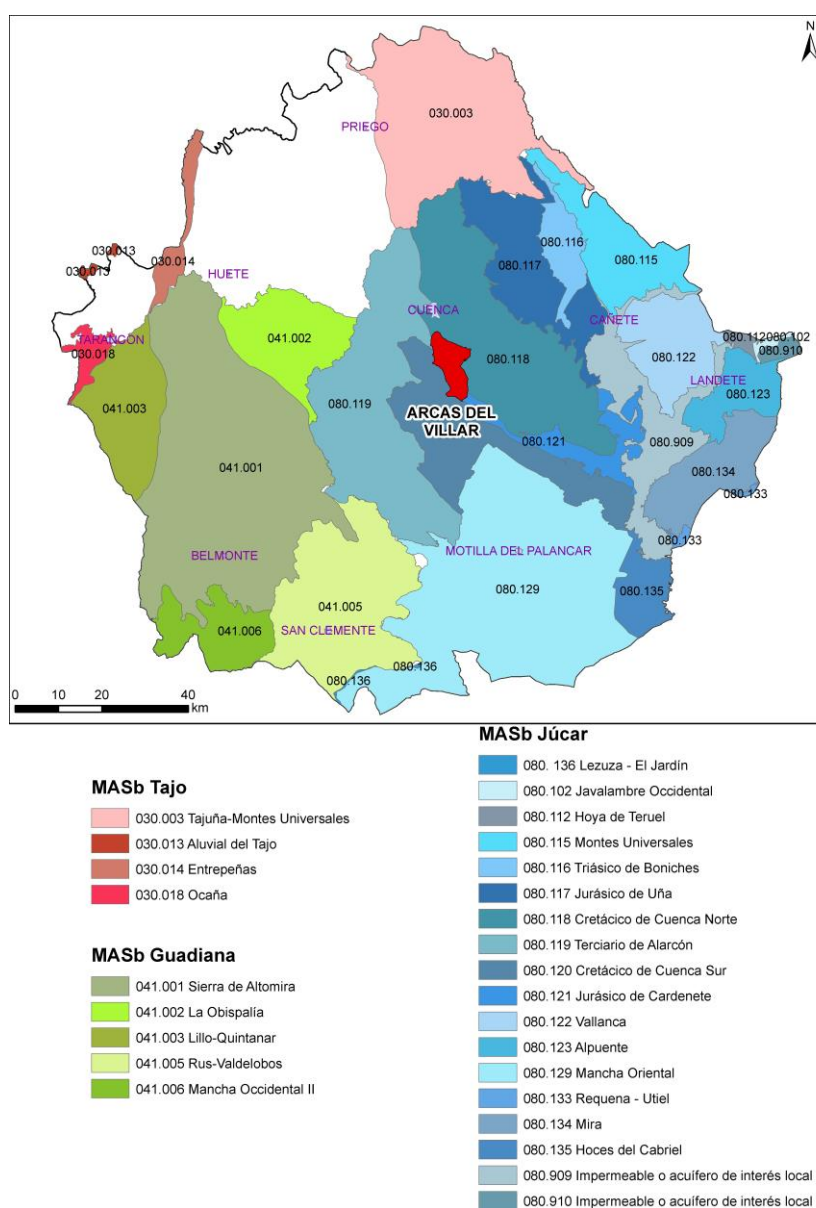 N
PRIEGO
030.003
030.013
030.013
030.014
HUETE
080.116
080.117
080.115
CUENCA
CAÑETE
TARANCÓN
030.018
041.002
080.118
080.122
080.112
080.102
080.910
LANDETE
041.003
080.119
ARCAS DEL
VILLAR
080.123
080.121
080.909
041.001
080.134
080.133
080.133
BELMONTE
MOTILLA DEL PALANCAR
080.129
080.135
041.005
041.006
SAN CLEMENTE
080.136
080.136
0 10 20 40
km
MASb Tajo
030.003 Tajuña-Montes Universales
030.013 Aluvial del Tajo
030.014 Entrepeñas
030.018 Ocaña
MASb Guadiana
041.001 Sierra de Altomira
041.002 La Obispalía
041.003 Lillo-Quintanar
041.005 Rus-Valdelobos
041.006 Mancha Occidental II
MASb Júcar
080. 136 Lezuza - El Jardín
080.102 Javalambre Occidental
080.112 Hoya de Teruel
080.115 Montes Universales
080.116 Triásico de Boniches
080.117 Jurásico de Uña
080.118 Cretácico de Cuenca Norte
080.119 Terciario de Alarcón
080.120 Cretácico de Cuenca Sur
080.121 Jurásico de Cardenete
080.122 Vallanca
080.123 Alpuente
080.129 Mancha Oriental
080.133 Requena - Utiel
080.134 Mira
080.135 Hoces del Cabriel
080.909 Impermeable o acuífero de interés local
080.910 Impermeable o acuífero de interés local